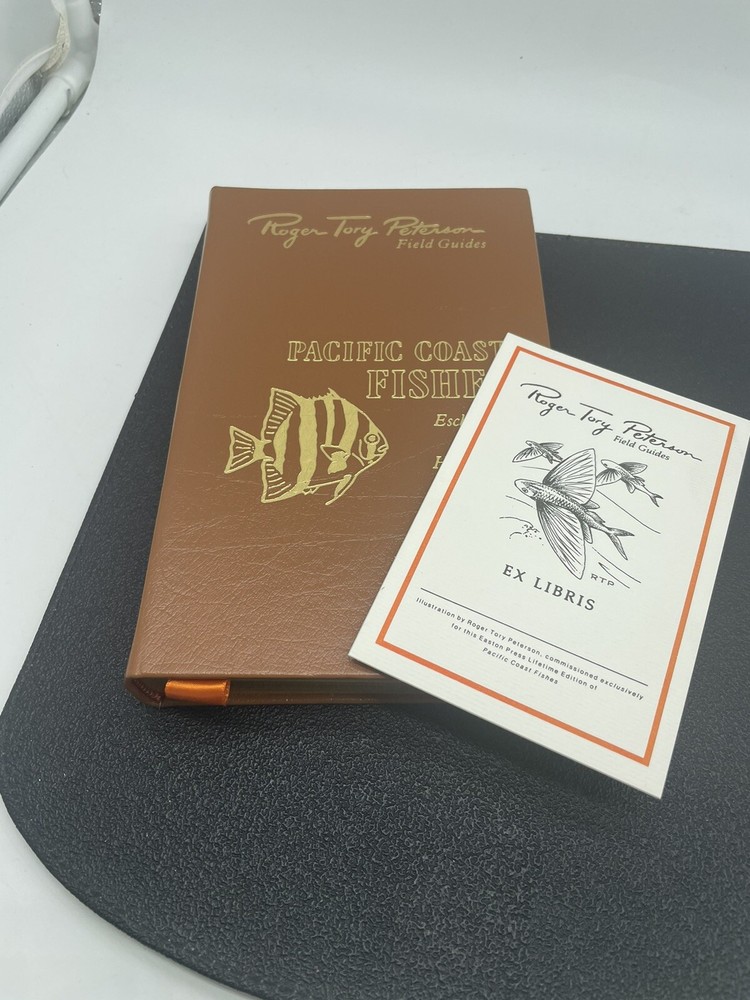 Roger Tory Peterson
Field Guides
PACIFIC COAST
FISHE
Esc
H
Roger Tory Peterson
Field Guides
RTP
EX LIBRIS
Illustration by Roger Tory Peterson, commissioned exclusively
for this Easton Press Lifetime Edition of
Pacific Coast Fishes